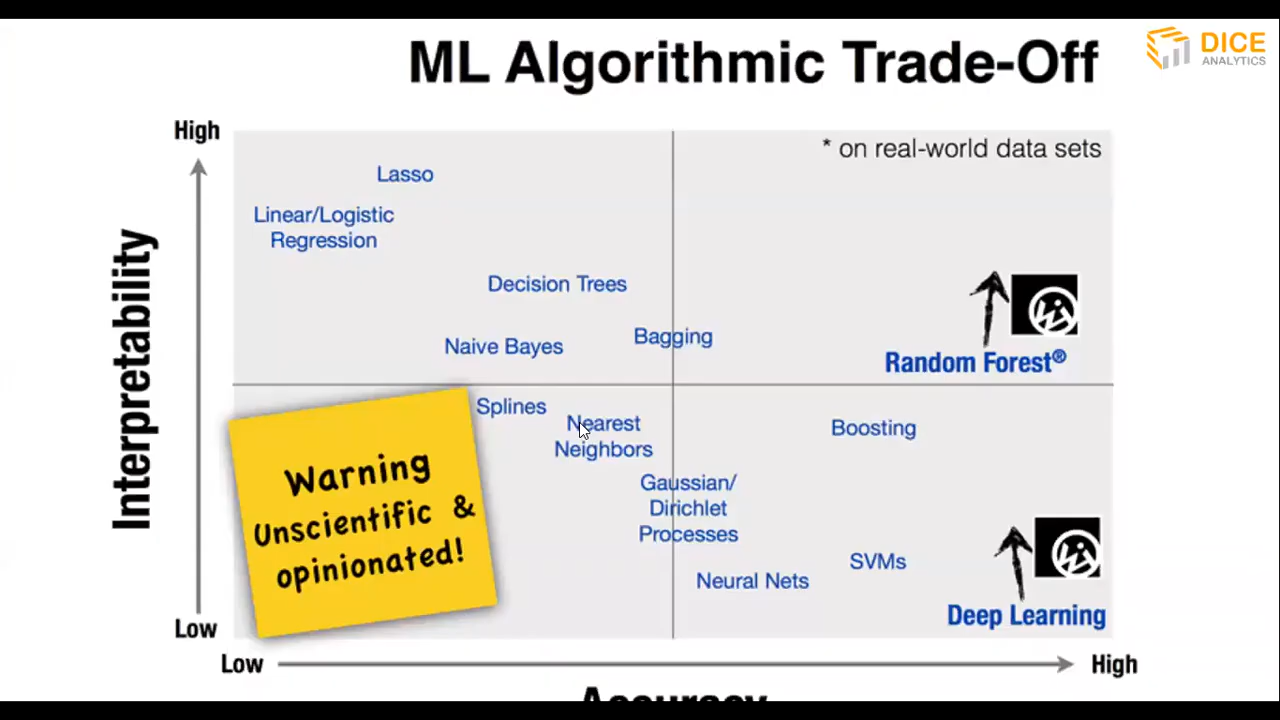 ML Algorithmic Trade-Off
DICE
ANALYTICS
High
* on real-world data sets
Lasso
Linear/Logistic
Regression
Decision Trees
Bagging
Naive Bayes
Random Forest®
Interpretability
Splines
Nearest
Neighbors
Boosting
Gaussian/
Dirichlet
Processes
SVMs
Neural Nets
Deep Learning
Warning
Unscientific &
opinionated!
Low
Low
High
Accuracy